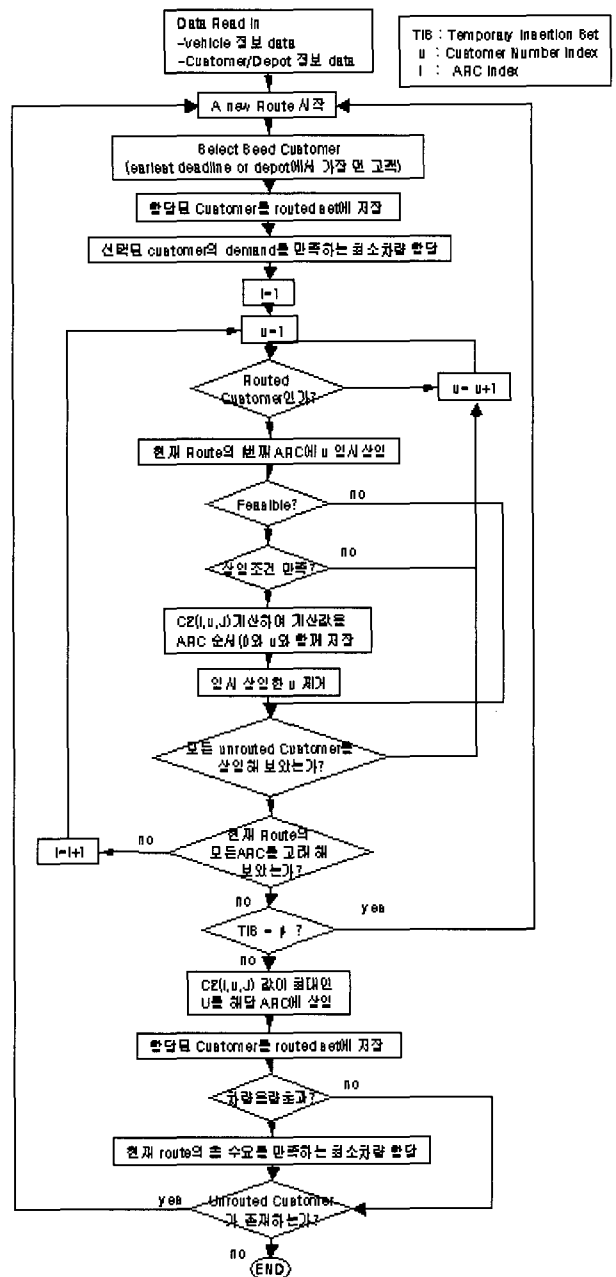 Data Read In
-Vehicle 정보 data
-Customer/Depot 정보 data
TIS : Temporary Insertion Set
u : Customer Number Index
I : ARC Index
A new Route 시작
Select Seed Customer
(earliest deadline or depot에서 가장 먼 고객)
할당된 Customer를 routed set에 저장
선택된 customer의 demand를 만족하는 최소차량 할당
I=1
u=1
Routed
Customer인가?
u= u+1
현재 Route의 I번째 ARC에 u 임시삽입
Feasible?
no
삽입조건 만족?
no
C2(I,u,J)계산하여 계산값을
ARC 순서(I)와 u와 함께 저장
임시 삽입한 u 제거
모든 unrouted Customer를
삽입해 보았는가?
현재 Route의
모든ARC를 고려 해
보았는가?
no
I=I+1
no
TIS = ?
yes
no
C2(I,u,J) 값이 최대인
U를 해당 ARC에 삽입
할당된 Customer를 routed set에 저장
차량용량초과?
no
현재 route의 총 수요를 만족하는 최소차량 할당
Unrouted Customer
가 존재하는가?
yes
no
END